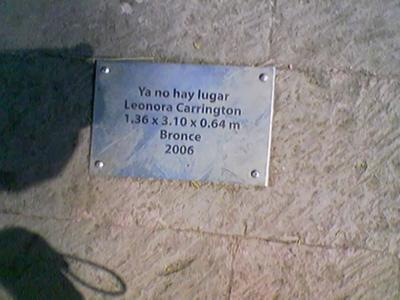 Ya no hay lugar
Leonora Carrington
1.36 x 3.10 x 0.64 m
Bronce
2006